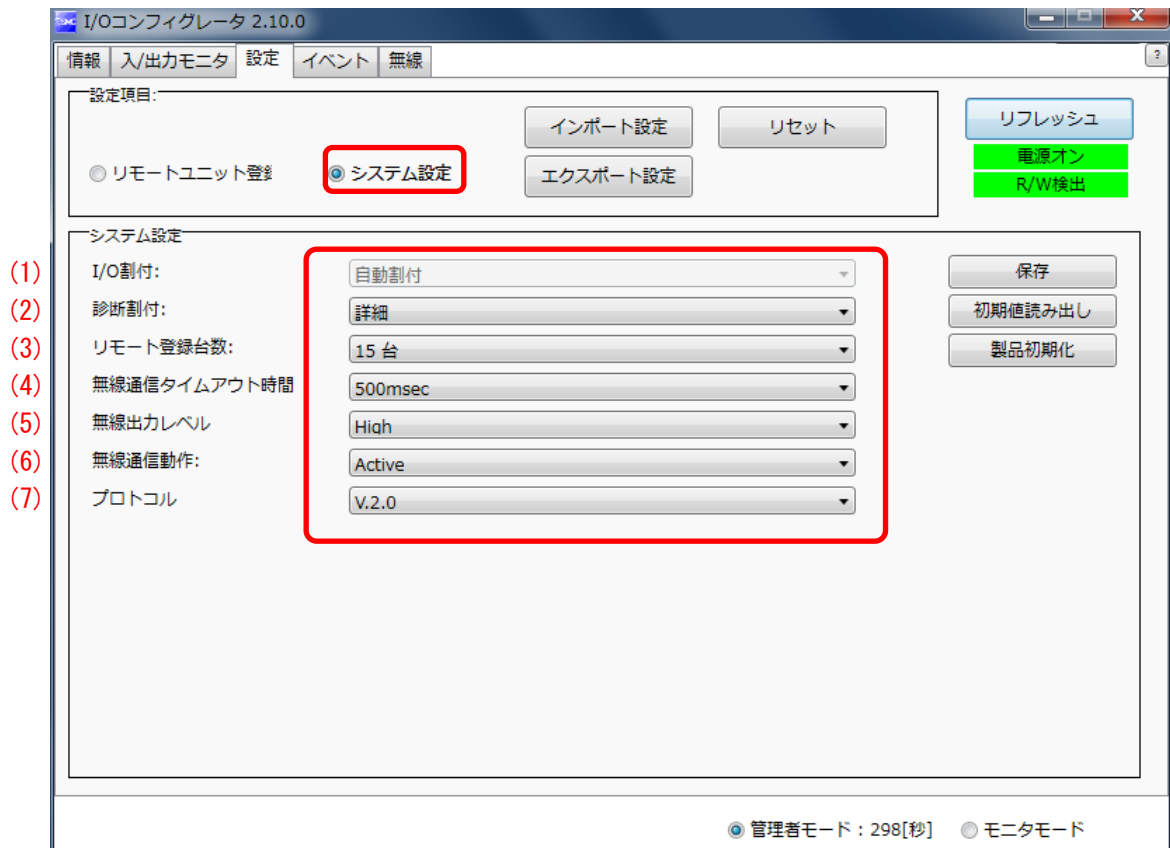 I/Oコンフィグレータ 2.10.0
情報 入/出力モニタ 設定 イベント 無線 ?
設定項目:
インポート設定 リセット リフレッシュ
電源オン
リモートユニット登録 システム設定 エクスポート設定 R/W検出
システム設定
(1) I/O割付: 自動割付 保存
(2) 診断割付: 詳細 初期値読み出し
(3) リモート登録台数: 15 台 製品初期化
(4) 無線通信タイムアウト時間 500msec
(5) 無線出力レベル High
(6) 無線通信動作: Active
(7) プロトコル V.2.0
管理者モード : 298[秒] モニタモード